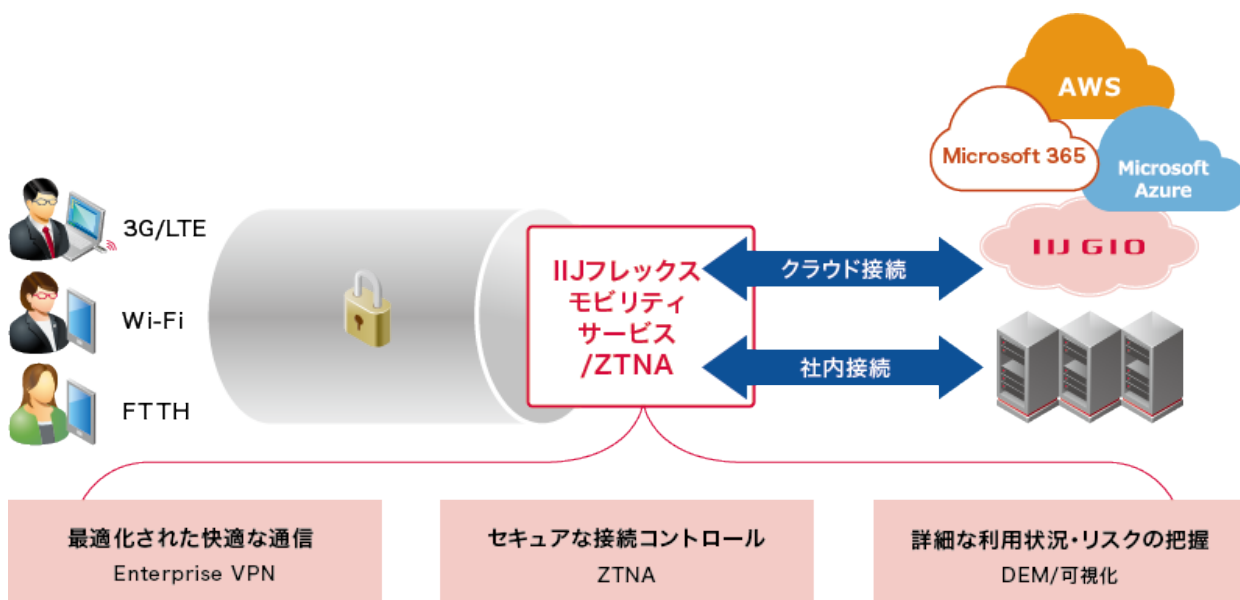 AWS
Microsoft 365
Microsoft
Azure
3G/LTE
Wi-Fi
FTTH
IIJフレックス
モビリティ
サービス
/ZTNA
クラウド接続
IIJ GIO
社内接続
最適化された快適な通信
Enterprise VPN
セキュアな接続コントロール
ZTNA
詳細な利用状況・リスクの把握
DEM/可視化